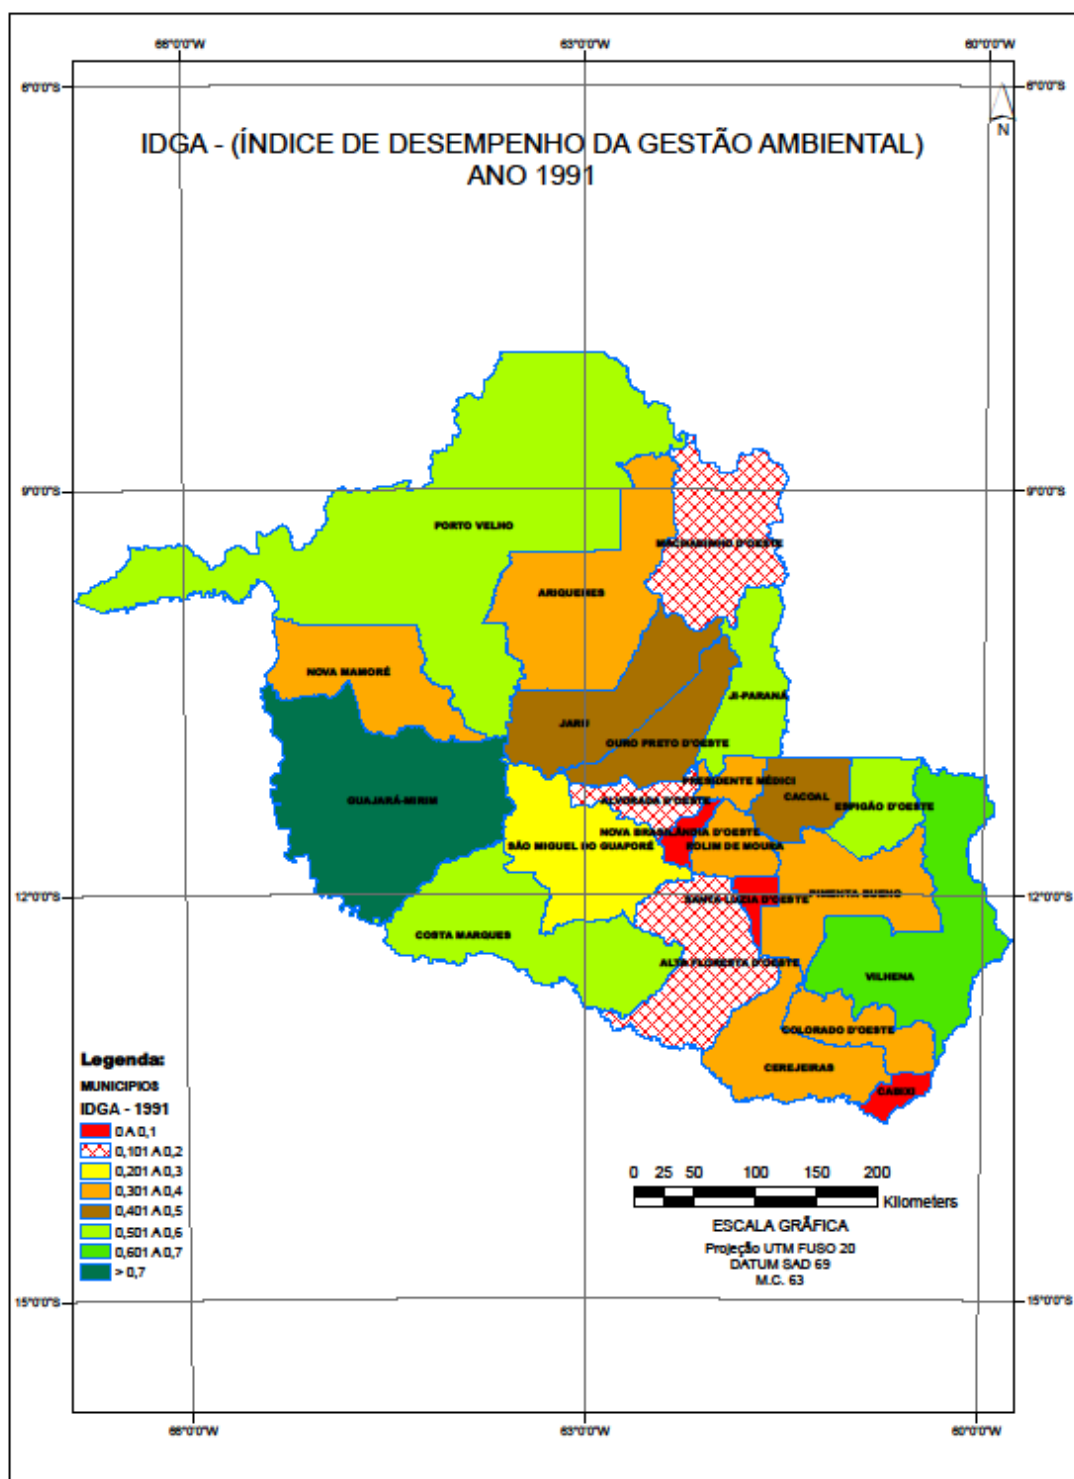 66°0'0"W
63°0'0"W
60°0'0"W
6°0'0"S
6°0'0"S
N
IDGA - (ÍNDICE DE DESEMPENHO DA GESTÃO AMBIENTAL)
ANO 1991
9°0'0"S
9°0'0"S
PORTO VELHO
MACHADINHO D'OESTE
ARIQUEMES
NOVA MAMORÉ
JI-PARANÁ
JARU
OURO PRETO D'OESTE
PRESIDENTE MÉDICI
GUAJARÁ-MIRIM
ALVORADA D'OESTE
CACOAL
ESPIGÃO D'OESTE
NOVA BRASILÂNDIA D'OESTE
SÃO MIGUEL DO GUAPORÉ
ROLIM DE MOURA
12°0'0"S
12°0'0"S
PIMENTA BUENO
SANTA LUZIA D'OESTE
COSTA MARQUES
ALTA FLORESTA D'OESTE
VILHENA
COLORADO D'OESTE
CEREJEIRAS
CABIXI
Legenda:
MUNICIPIOS
IDGA - 1991
0 A 0,1
0,101 A 0,2
0,201 A 0,3
0,301 A 0,4
0,401 A 0,5
0,501 A 0,6
0,601 A 0,7
> 0,7
0 25 50 100 150 200
Kilometers
ESCALA GRÃFICA
Projeção UTM FUSO 20
DATUM SAD 69
M.C. 63
15°0'0"S
15°0'0"S
66°0'0"W
63°0'0"W
60°0'0"W